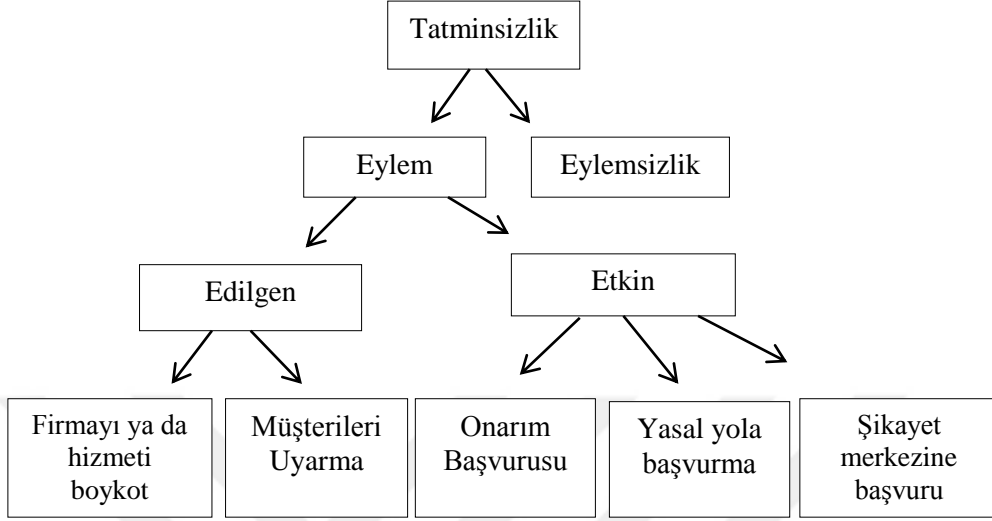 Tatminsizlik
Eylem
Eylemsizlik
Edilgen
Etkin
Firmayı ya da
hizmeti
boykot
Müşterileri
Uyarma
Onarım
Başvurusu
Yasal yola
başvurma
Şikayet
merkezine
başvuru